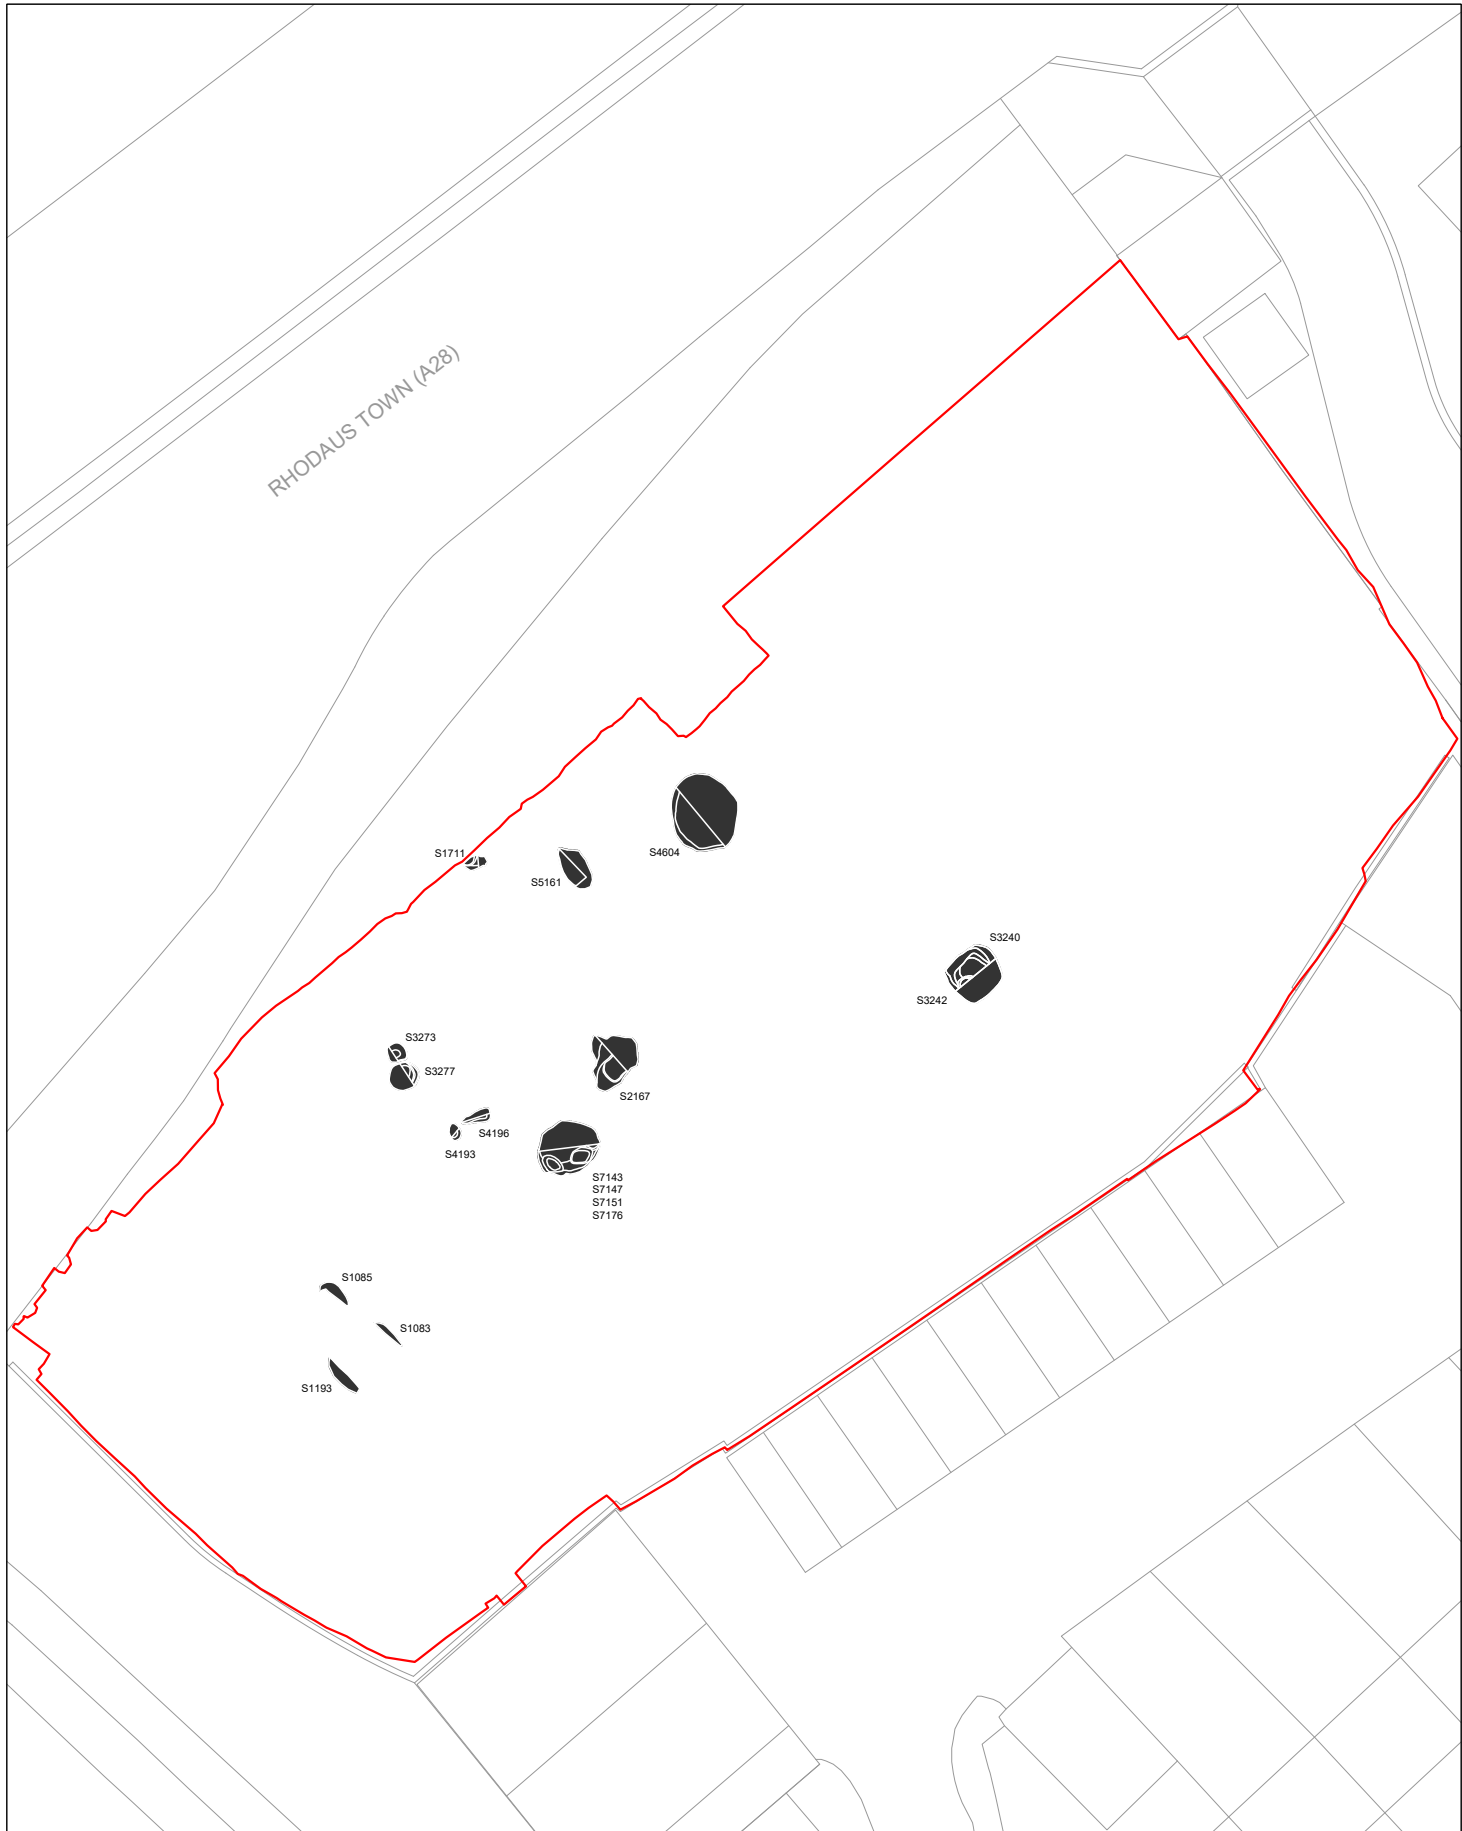 RHODAUS TOWN (A28)
S1711
S5161
S4604
S3240
S3242
S3273
S3277
S2167
S4196
S4193
S7143
S7147
S7151
S7176
S1085
S1083
S1193